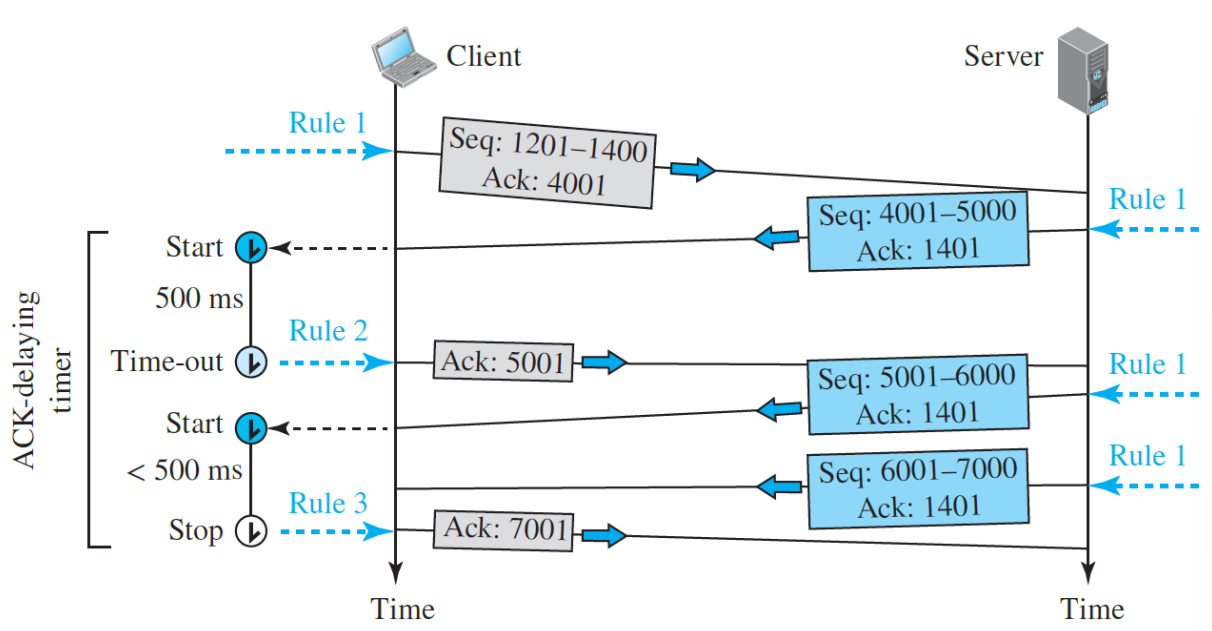 Client
Server
Rule 1
Seq: 1201–1400
Ack: 4001
Rule 1
Seq: 4001–5000
Ack: 1401
Start
500 ms
Rule 2
Time-out
Ack: 5001
Rule 1
Seq: 5001–6000
Ack: 1401
Start
< 500 ms
Rule 1
Seq: 6001–7000
Ack: 1401
Rule 3
Stop
Ack: 7001
ACK-delaying
timer
Time
Time